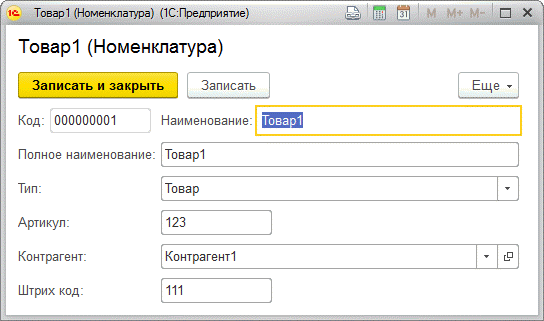 Товар1 (Номенклатура) (1С:Предприятие) M M+ M-
Товар1 (Номенклатура)
Записать и закрыть Записать Еще
Код: 000000001 Наименование: Товар1
Полное наименование: Товар1
Тип: Товар
Артикул: 123
Контрагент: Контрагент1
Штрих код: 111